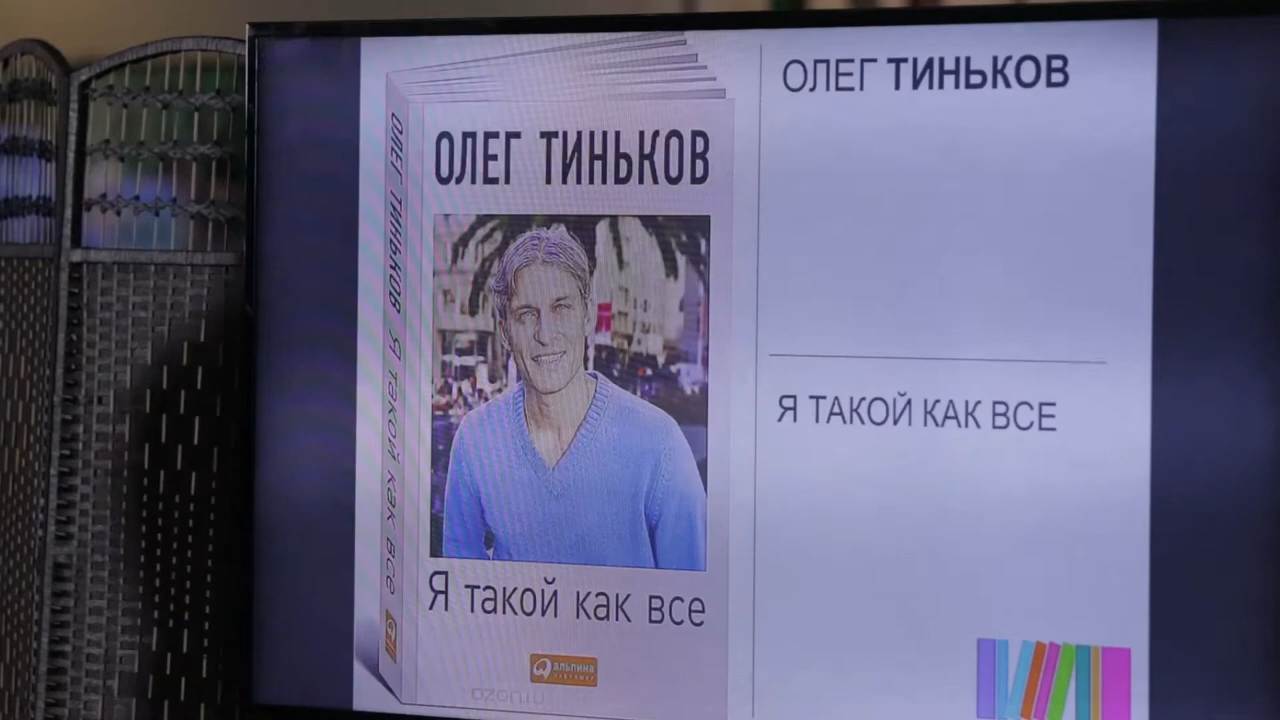 ОЛЕГ ТИНЬКОВ
Я такой как все
ОЛЕГ ТИНЬКОВ
Я такой как все
альпина
ozon.ru
ОЛЕГ ТИНЬКОВ
Я ТАКОЙ КАК ВСЕ